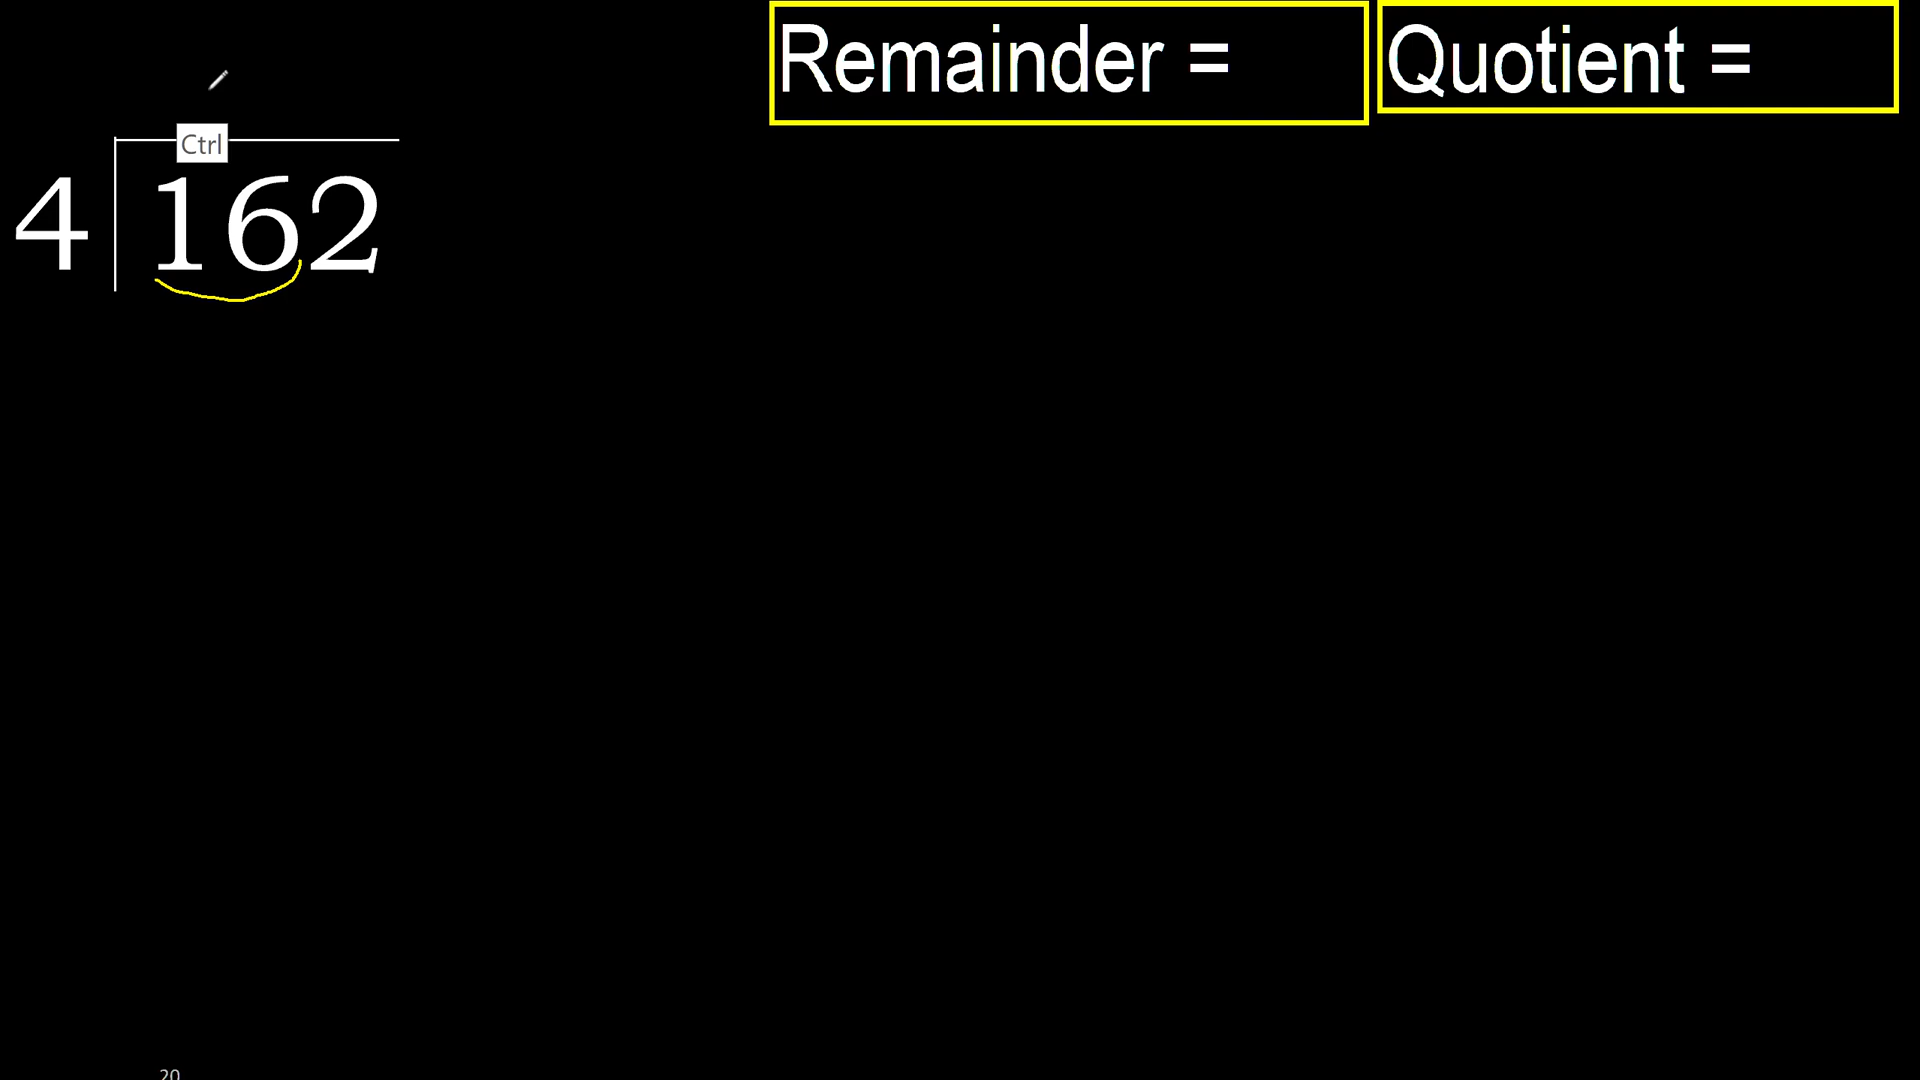 Remainder =
Quotient =
Ctrl
4 162
20